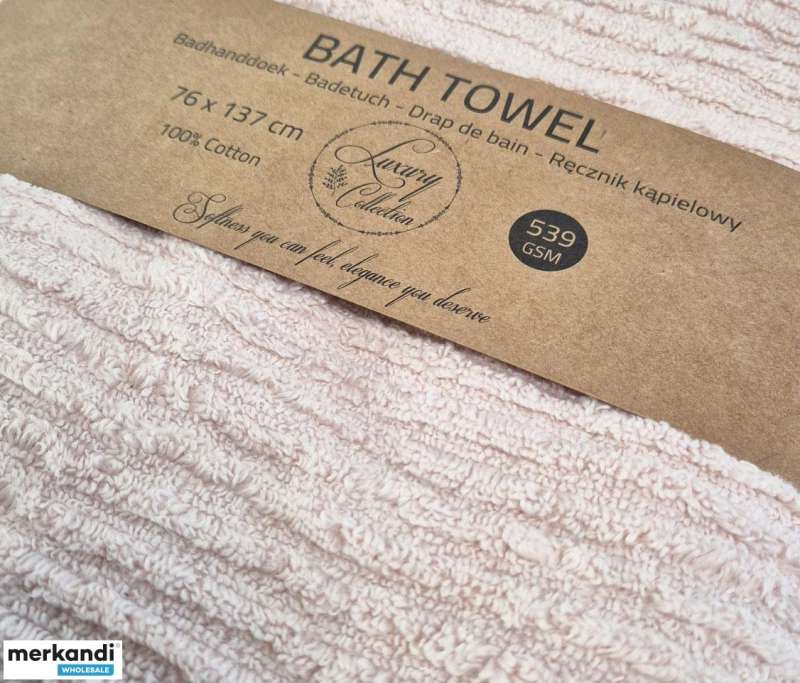 BATH TOWEL
Badhanddoek - Badetuch - Drap de bain - Ręcznik kąpielowy
76 x 137 cm
100% Cotton
Luxury
Collection
539
GSM
Softness you can feel, elegance you deserve
merkandi
WHOLESALE